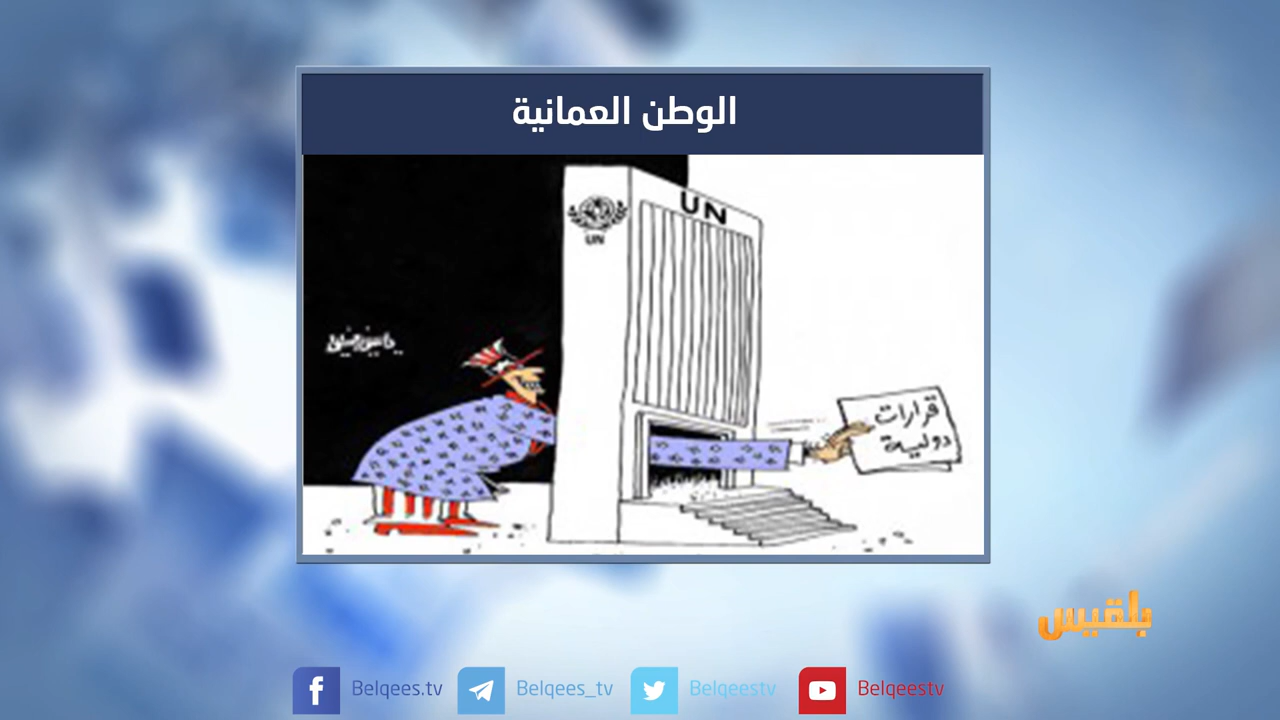 الوطن العمانية
UN
UN
قرارات
دولية
بلقيس
Belqees.tv
Belqees_tv
Belqeestv
Belqeestv